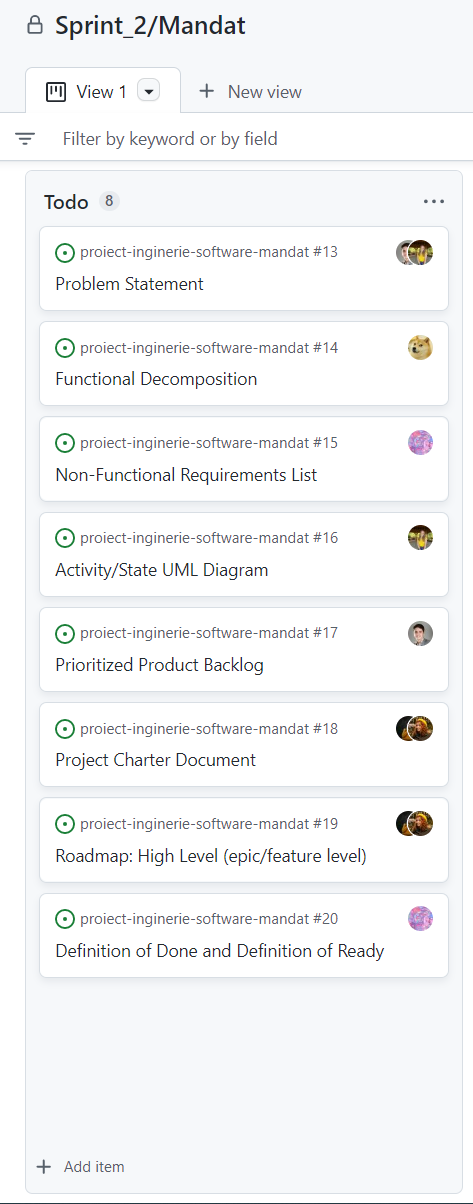 Sprint_2/Mandat
View 1
New view
Filter by keyword or by field
Todo 8
proiect-inginerie-software-mandat #13
Problem Statement
proiect-inginerie-software-mandat #14
Functional Decomposition
proiect-inginerie-software-mandat #15
Non-Functional Requirements List
proiect-inginerie-software-mandat #16
Activity/State UML Diagram
proiect-inginerie-software-mandat #17
Prioritized Product Backlog
proiect-inginerie-software-mandat #18
Project Charter Document
proiect-inginerie-software-mandat #19
Roadmap: High Level (epic/feature level)
proiect-inginerie-software-mandat #20
Definition of Done and Definition of Ready
Add item